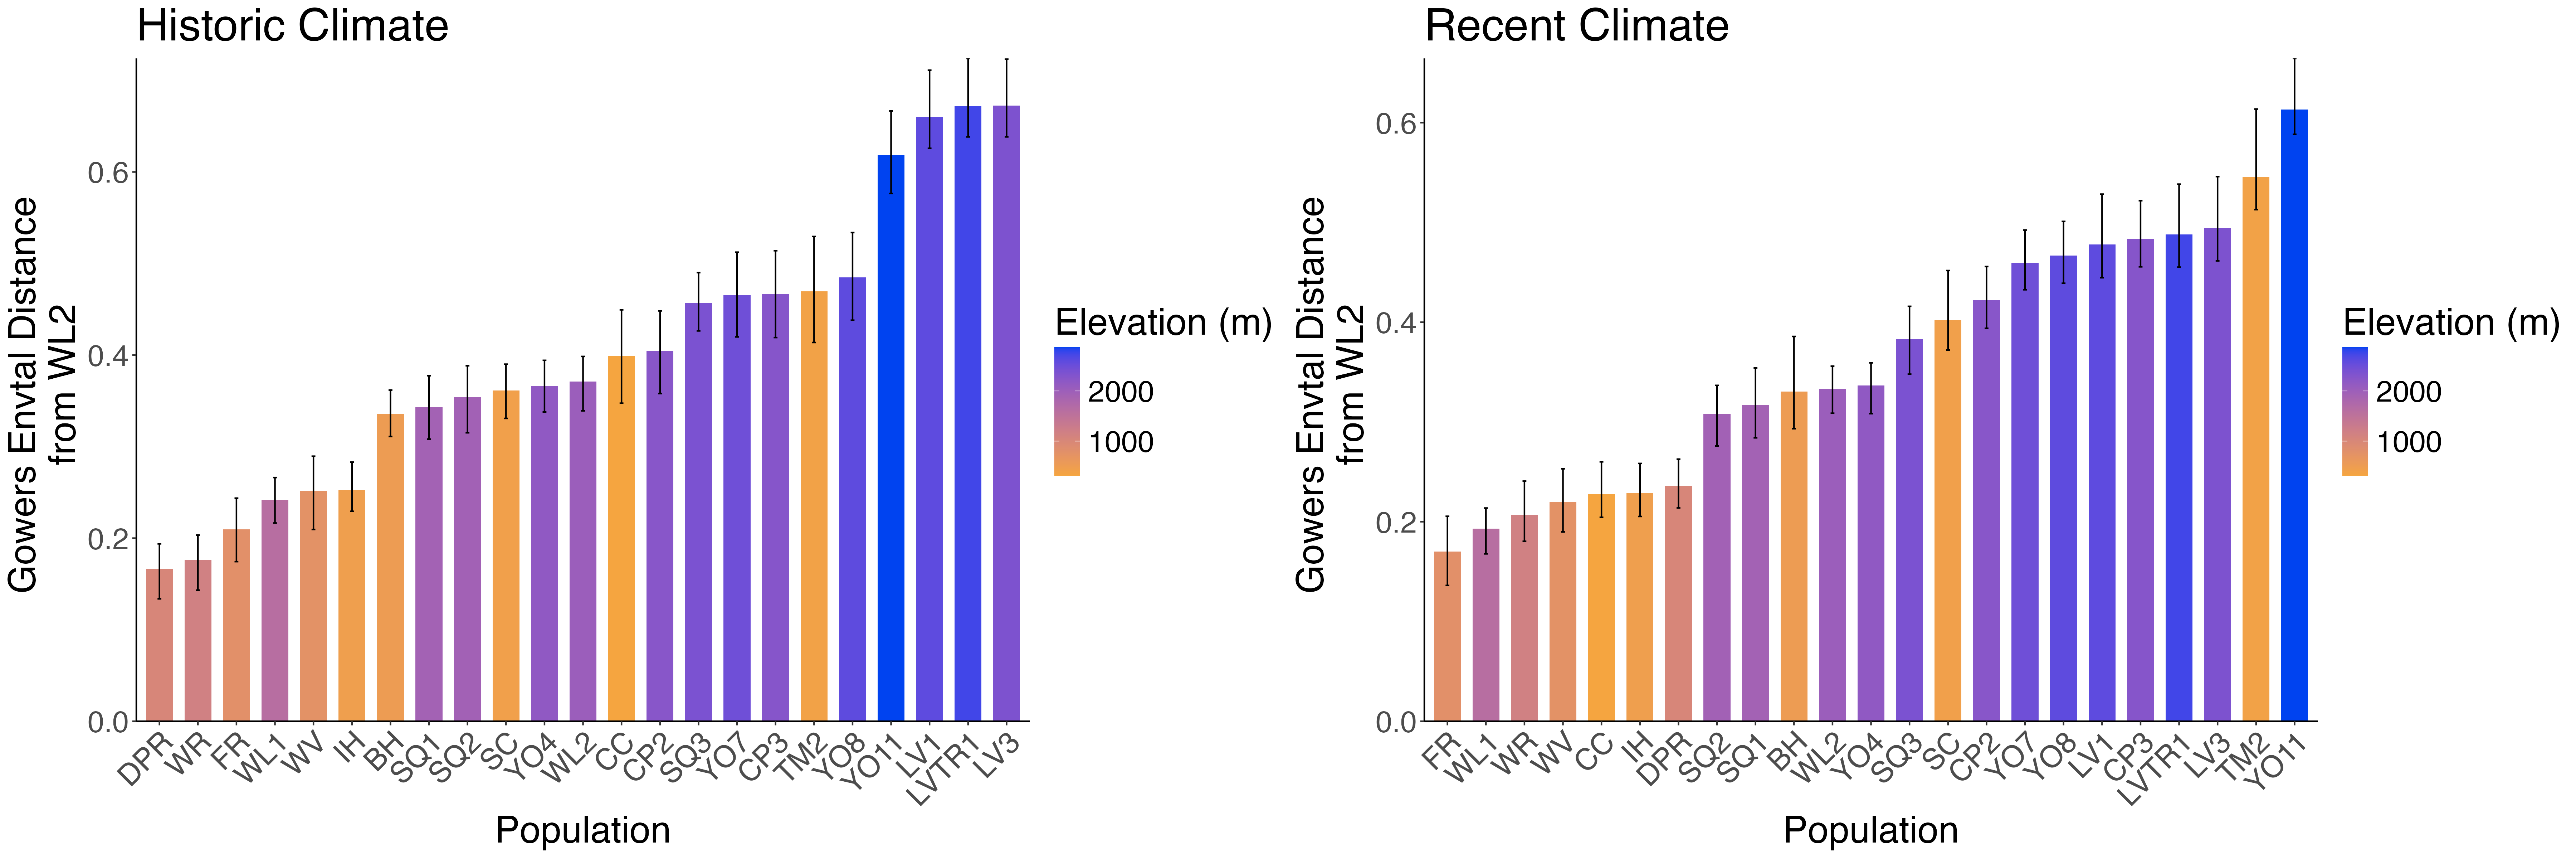 Historic Climate
Gowers Envtal Distance
from WL2
0.6
0.4
0.2
0.0
DPR WR FR WL1 WV IH BH SQ1 SQ2 SC YO4 WL2 CC CP2 SQ3 YO7 CP3 TM2 YO8 YO11 LV1 LVTR1 LV3
Population
Elevation (m)
2000
1000
Recent Climate
Gowers Envtal Distance
from WL2
0.6
0.4
0.2
0.0
FR WL1 WR WV CC IH DPR SQ2 SQ1 BH WL2 YO4 SQ3 SC CP2 YO7 YO8 LV1 CP3 LVTR1 LV3 TM2 YO11
Population
Elevation (m)
2000
1000